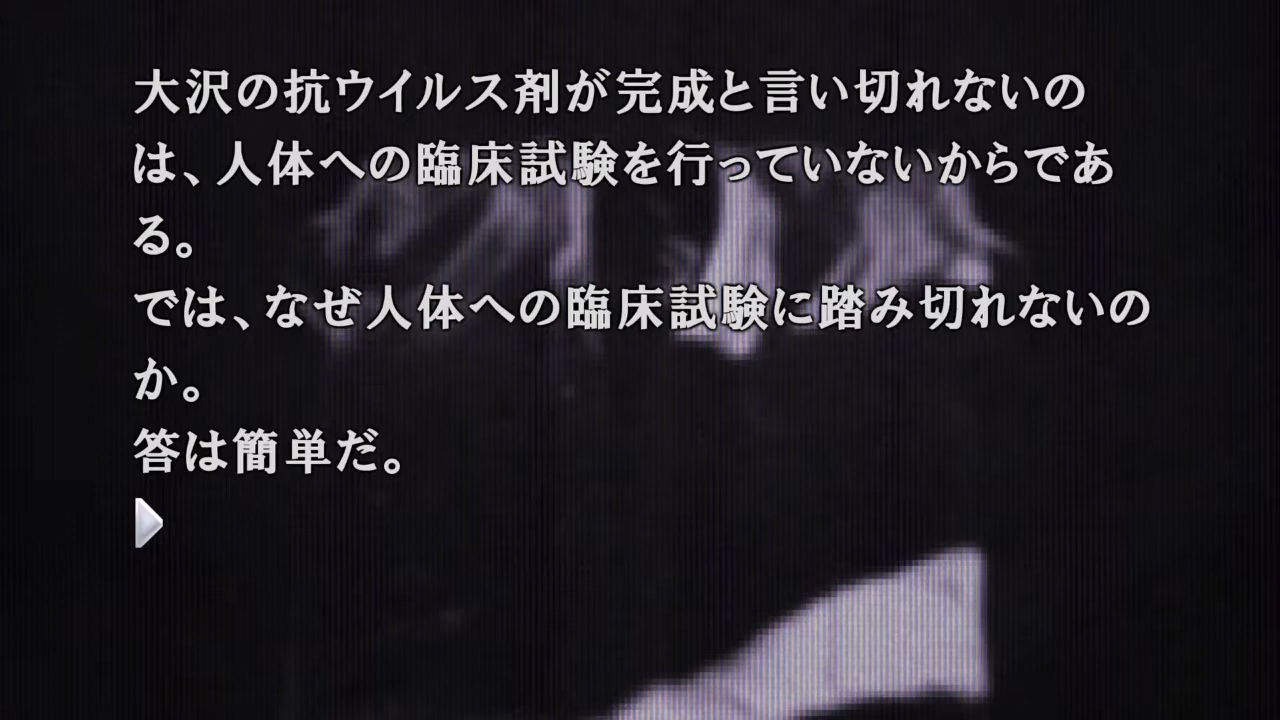 大沢の抗ウイルス剤が完成と言い切れないの
は、人体への臨床試験を行っていないからであ
る。
では、なぜ人体への臨床試験に踏み切れないの
か。
答は簡単だ。